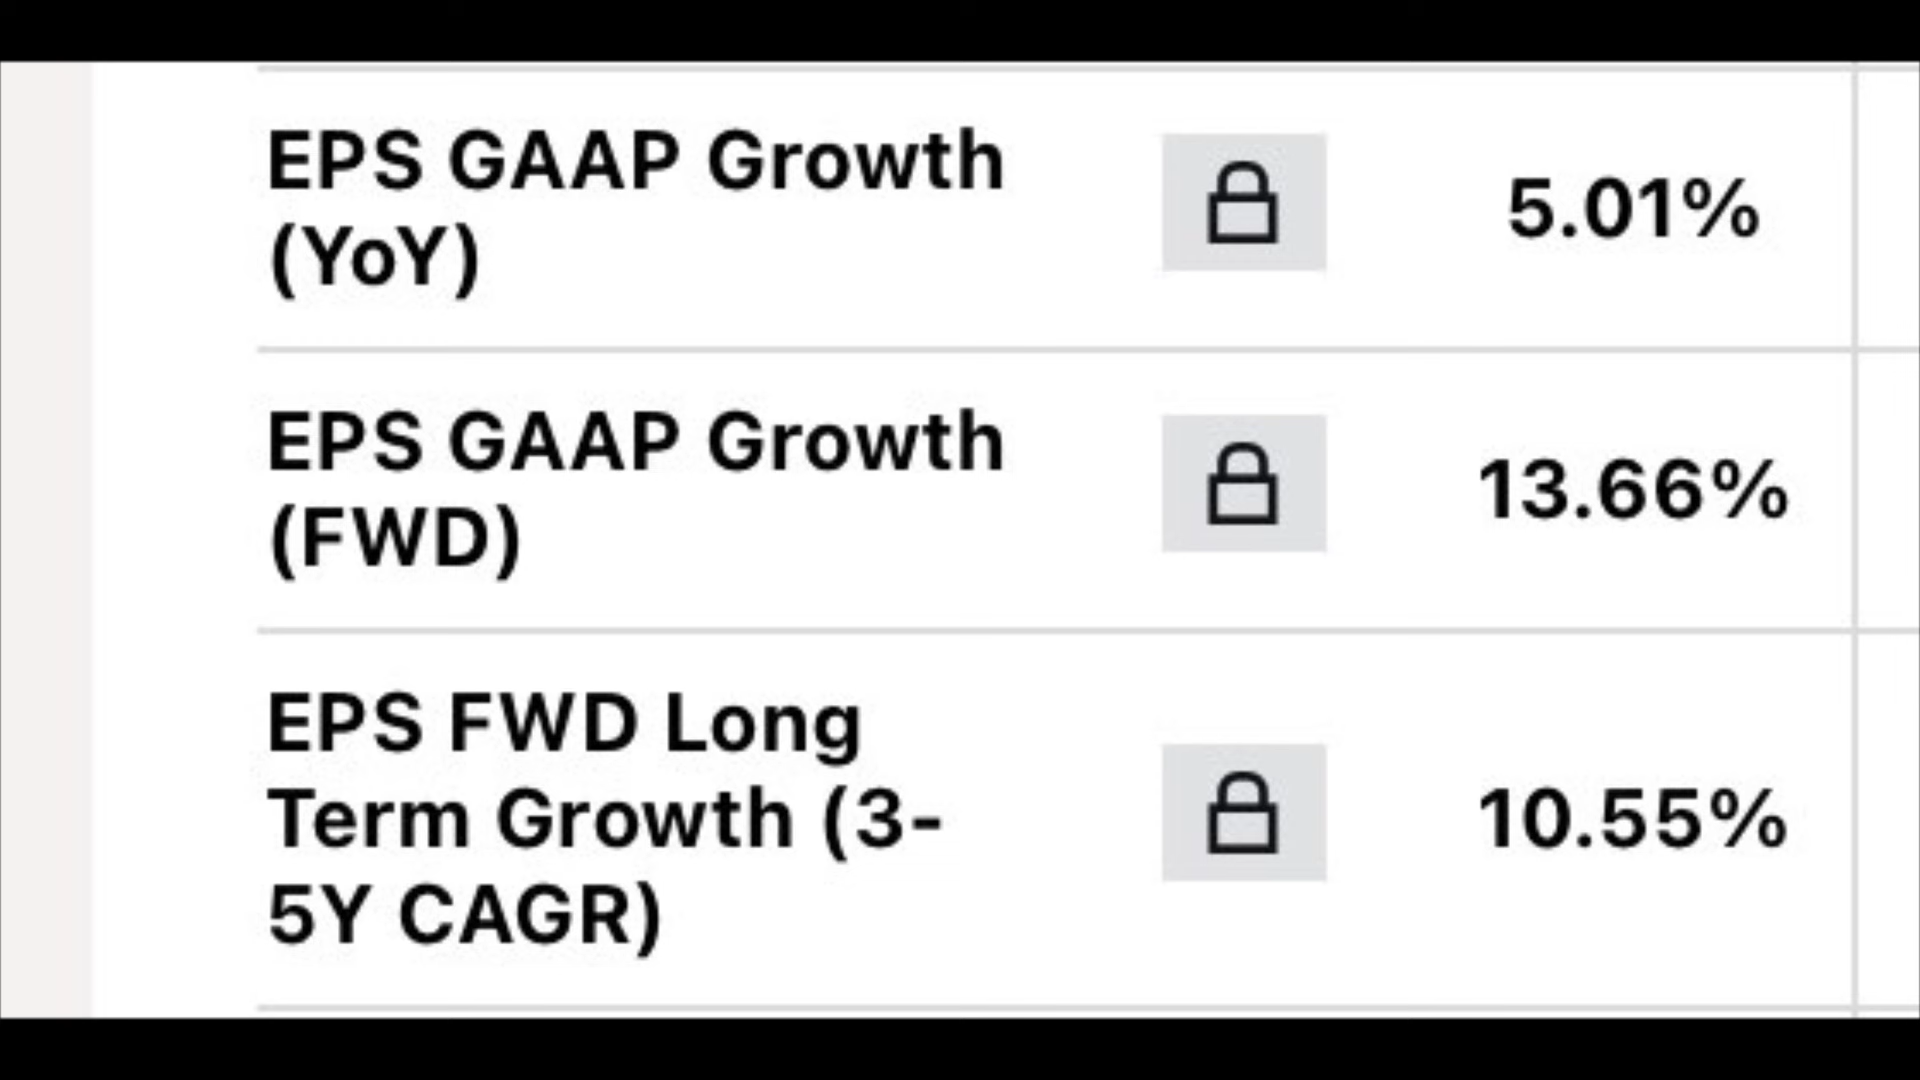 EPS GAAP Growth
(YoY)
5.01%
EPS GAAP Growth
(FWD)
13.66%
EPS FWD Long
Term Growth (3-
5Y CAGR)
10.55%